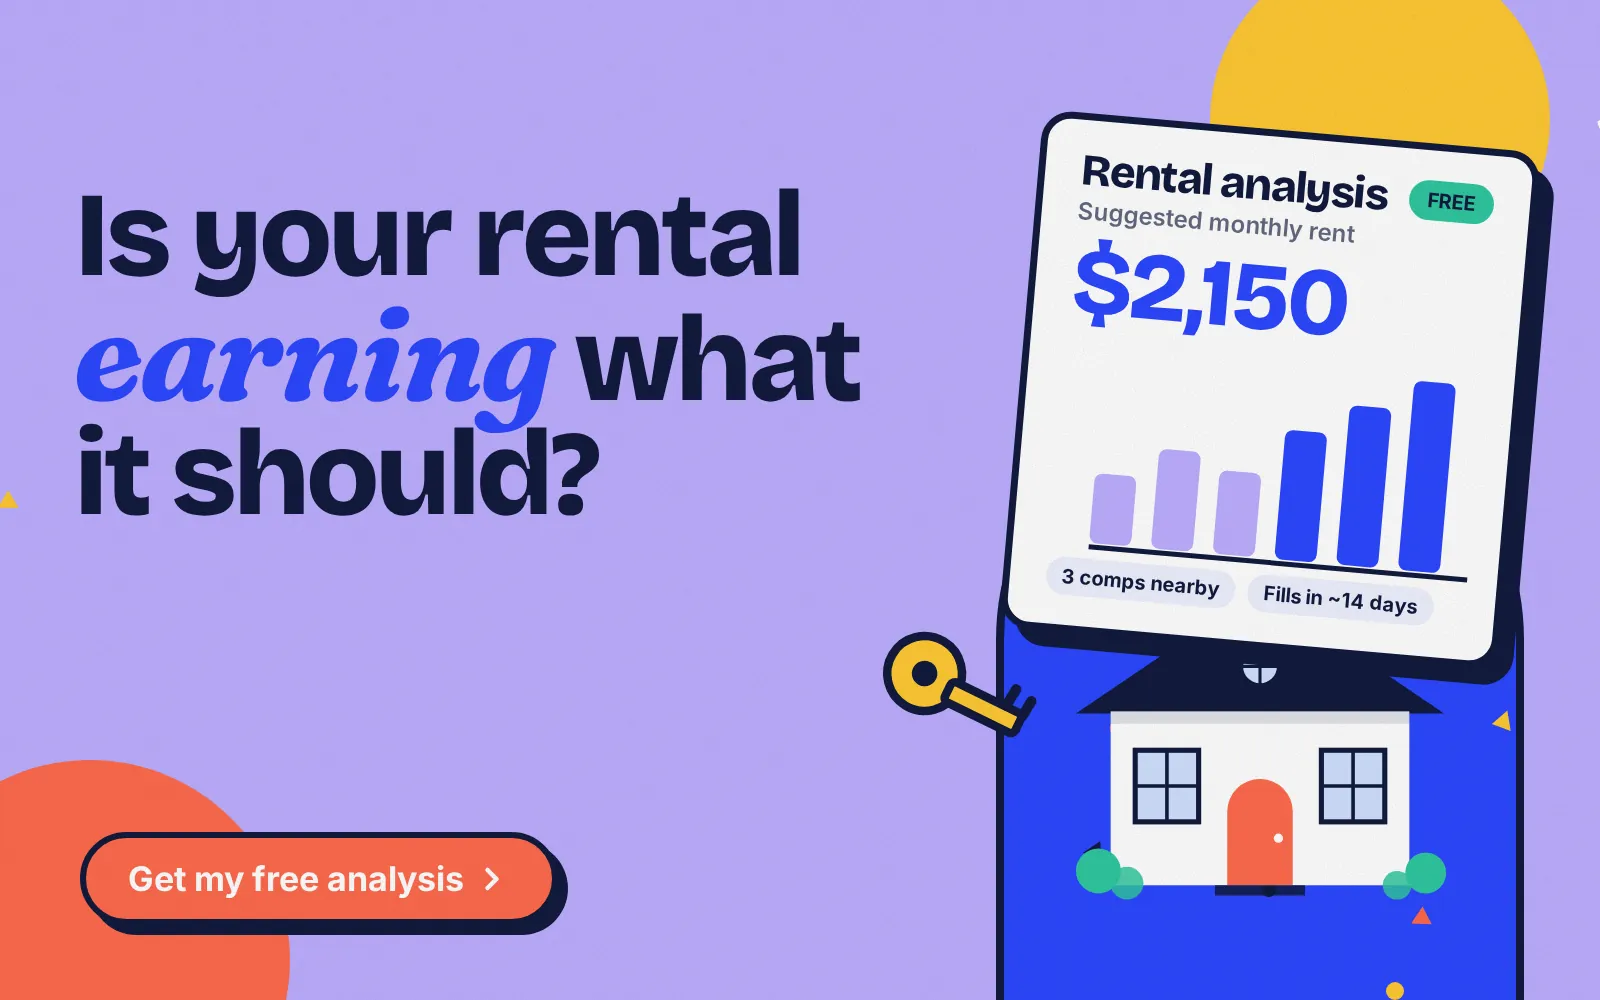 Is your rental
earning what
it should?
Get my free analysis
Rental analysis
FREE
Suggested monthly rent
$2,150
3 comps nearby
Fills in ~14 days